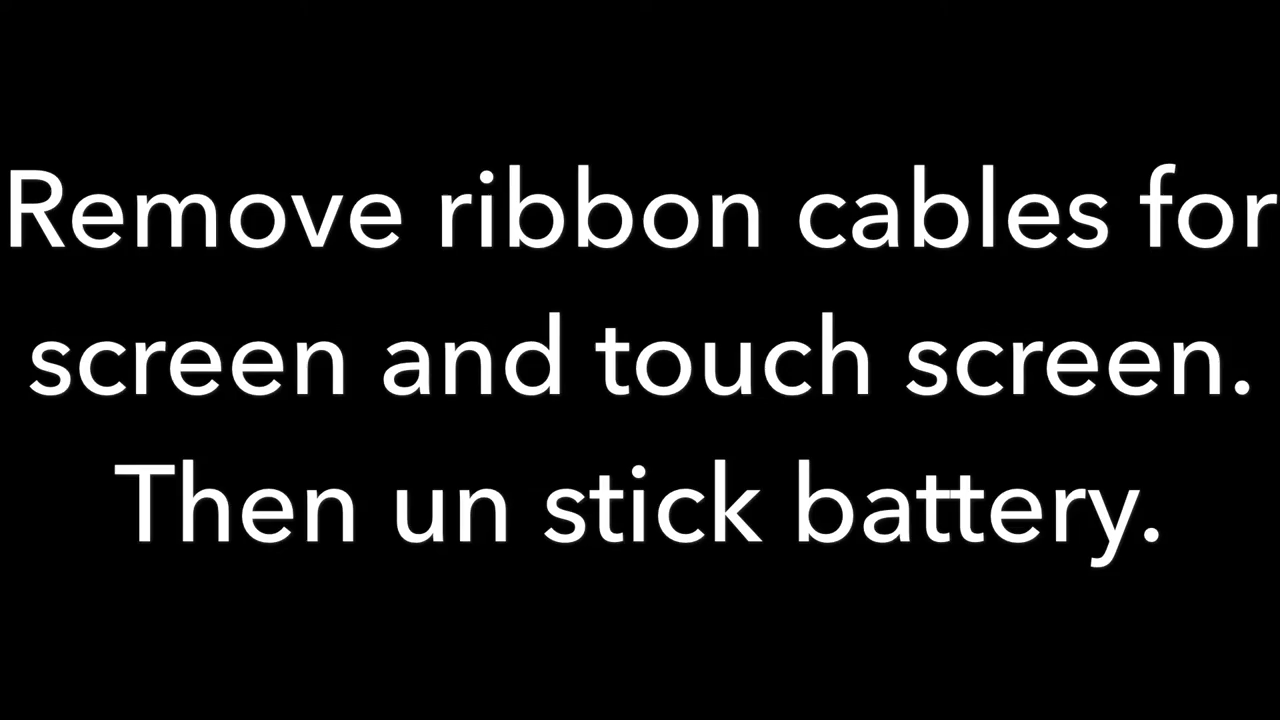 Remove ribbon cables for
screen and touch screen.
Then un stick battery.